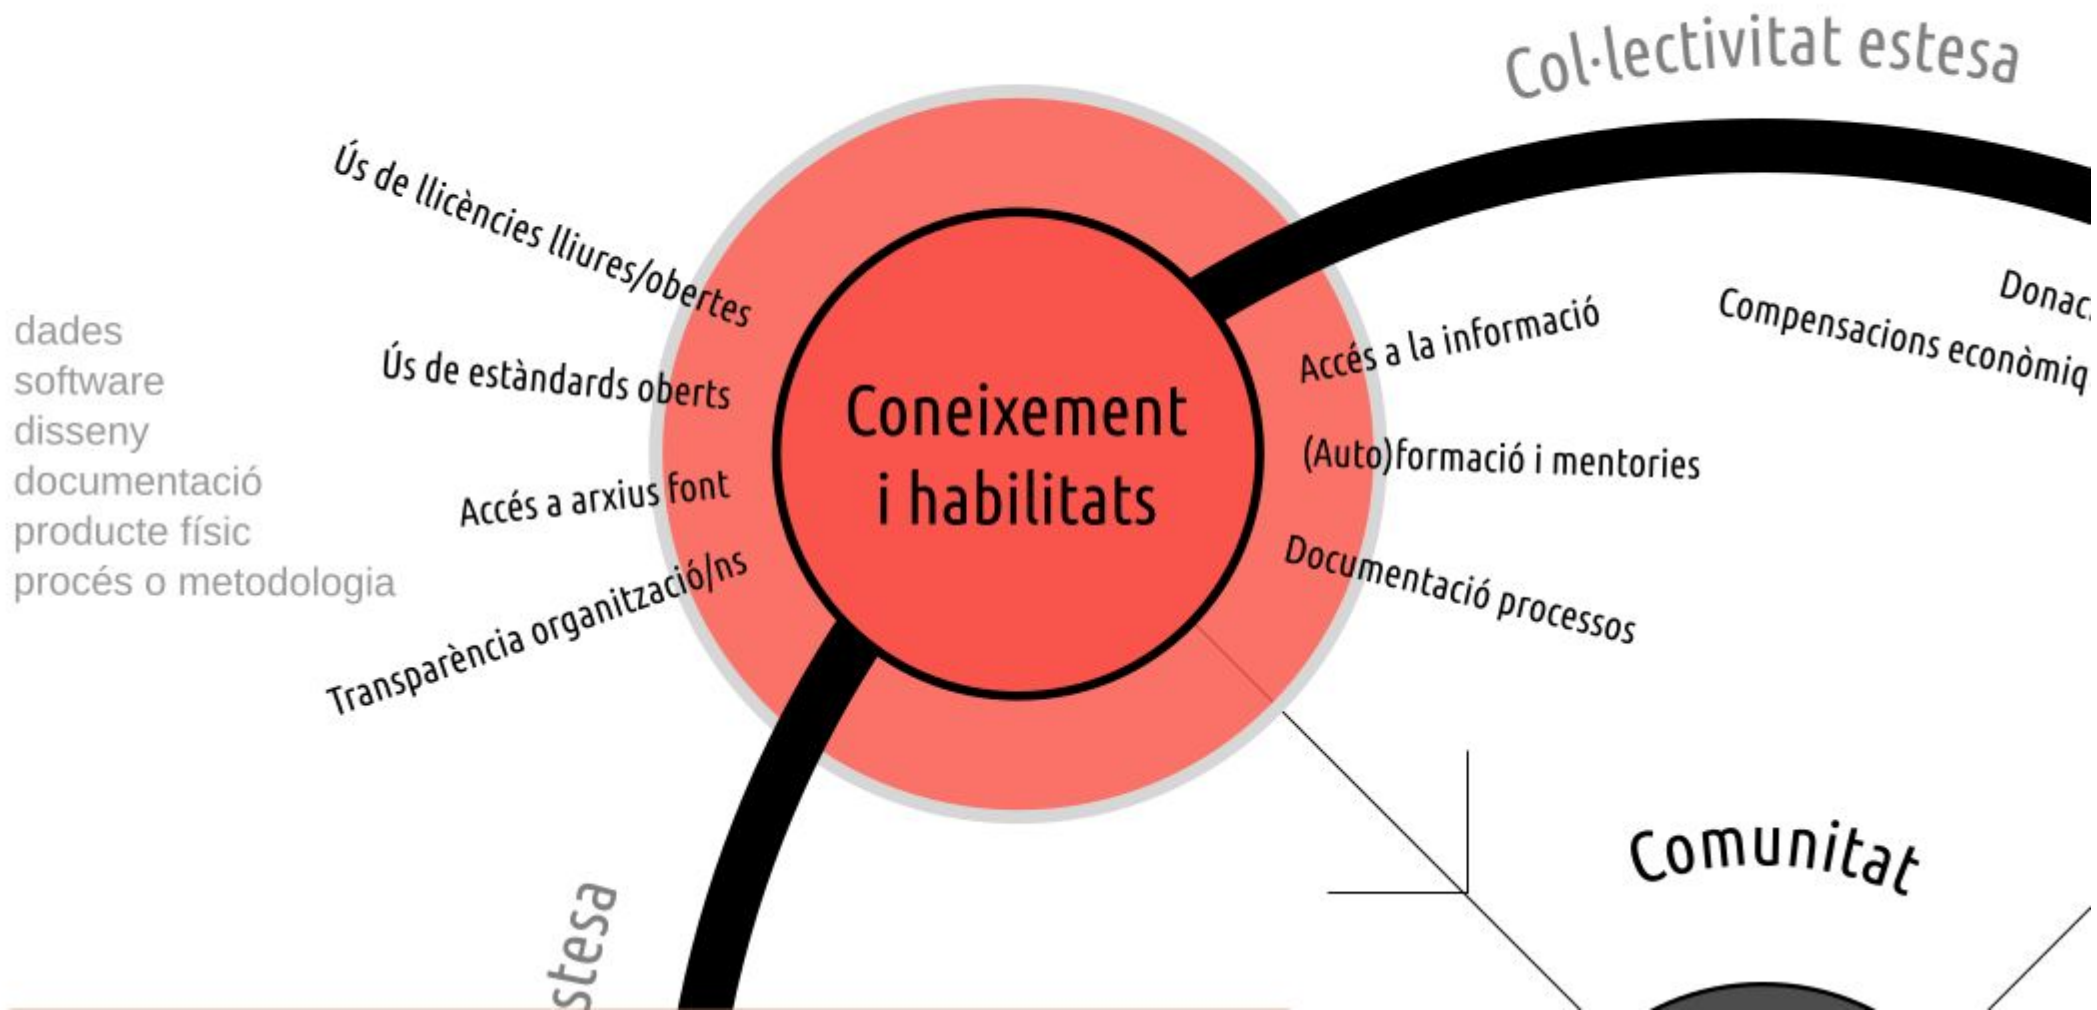 Col·lectivitat estesa
Ús de llicències lliures/obertes
Ús de estàndards oberts
Accés a arxius font
Transparència organització/ns
dades
software
disseny
documentació
producte físic
procés o metodologia
Coneixement
i habilitats
Accés a la informació
(Auto)formació i mentories
Documentació processos
Donac
Compensacions econòmiq
Comunitat
stesa